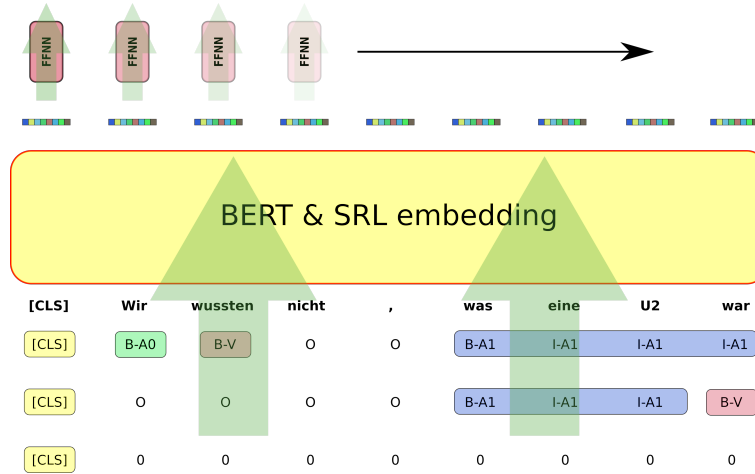 FFNN FFNN FFNN FFNN
BERT & SRL embedding
[CLS] Wir wussten nicht , was eine U2 war
[CLS] B-A0 B-V O O B-A1 I-A1 I-A1 I-A1
[CLS] O O O O B-A1 I-A1 I-A1 B-V
[CLS] 0 0 0 0 0 0 0 0